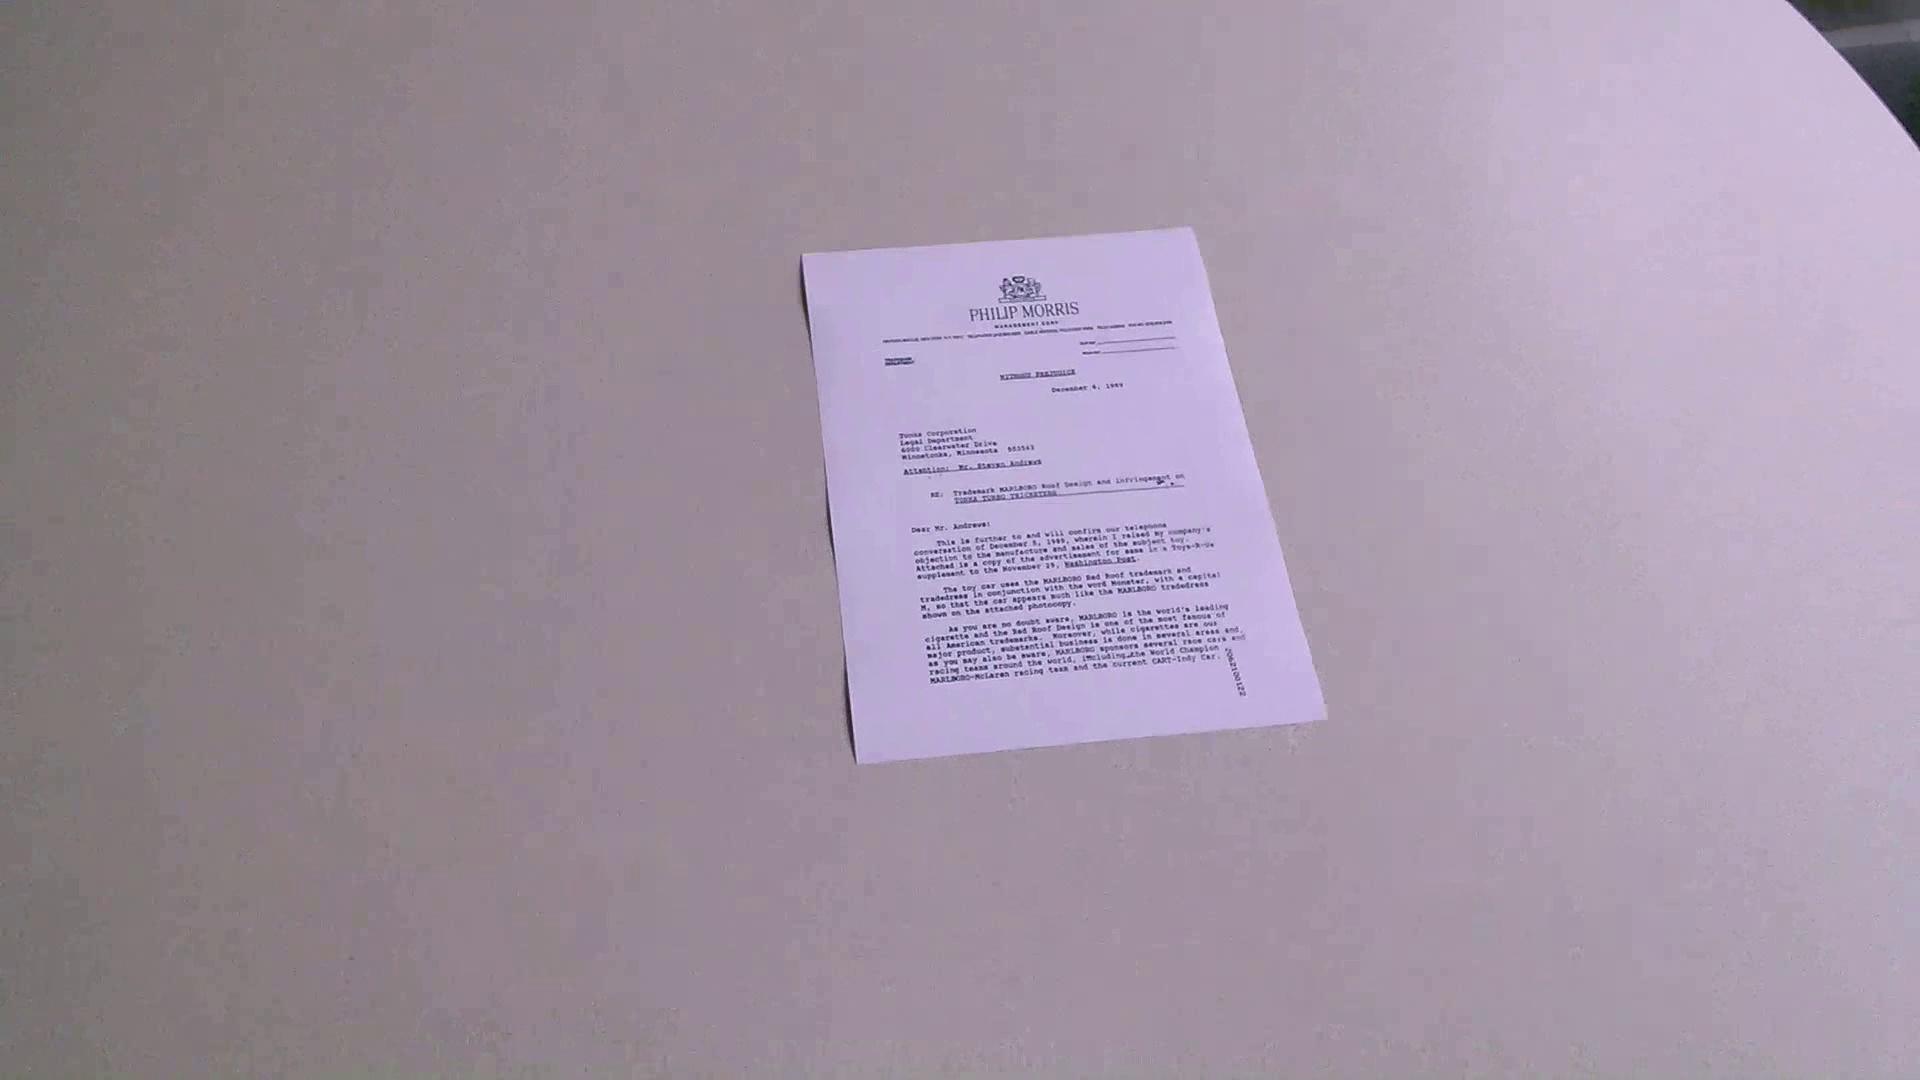 PHILIP MORRIS
MANAGEMENT CORP.
TRADEMARK
DEPARTMENT
WITHOUT PREJUDICE
December 6, 1989
Tonka Corporation
Legal Department
6000 Clearwater Drive
Minnetonka, Minnesota 553543
Attention: Mr. Steven Andrews
RE: Trademark MARLBORO Roof Design and infringement on
TONKA TURBO TRICKSTERS
Dear Mr. Andrews:
This is further to and will confirm our telephone
conversation of December 5, 1989, wherein I raised my company's
objection to the manufacture and sales of the subject toy.
Attached is a copy of the advertisement for same in a Toys-R-Us
supplement to the November 29, Washington Post.
The toy car uses the MARLBORO Red Roof trademark and
tradedress in conjunction with the word Monster, with a capital
M, so that the car appears much like the MARLBORO tradedress
shown on the attached photocopy.
As you are no doubt aware, MARLBORO is the world's leading
cigarette and the Red Roof Design is one of the most famous of
all American trademarks. Moreover, while cigarettes are our
major product, substantial business is done in several areas and,
as you may also be aware, MARLBORO sponsors several race cars and
racing teams around the world, including the World Champion
MARLBORO-McLaren racing team and the current CART-Indy Car.
2062100122